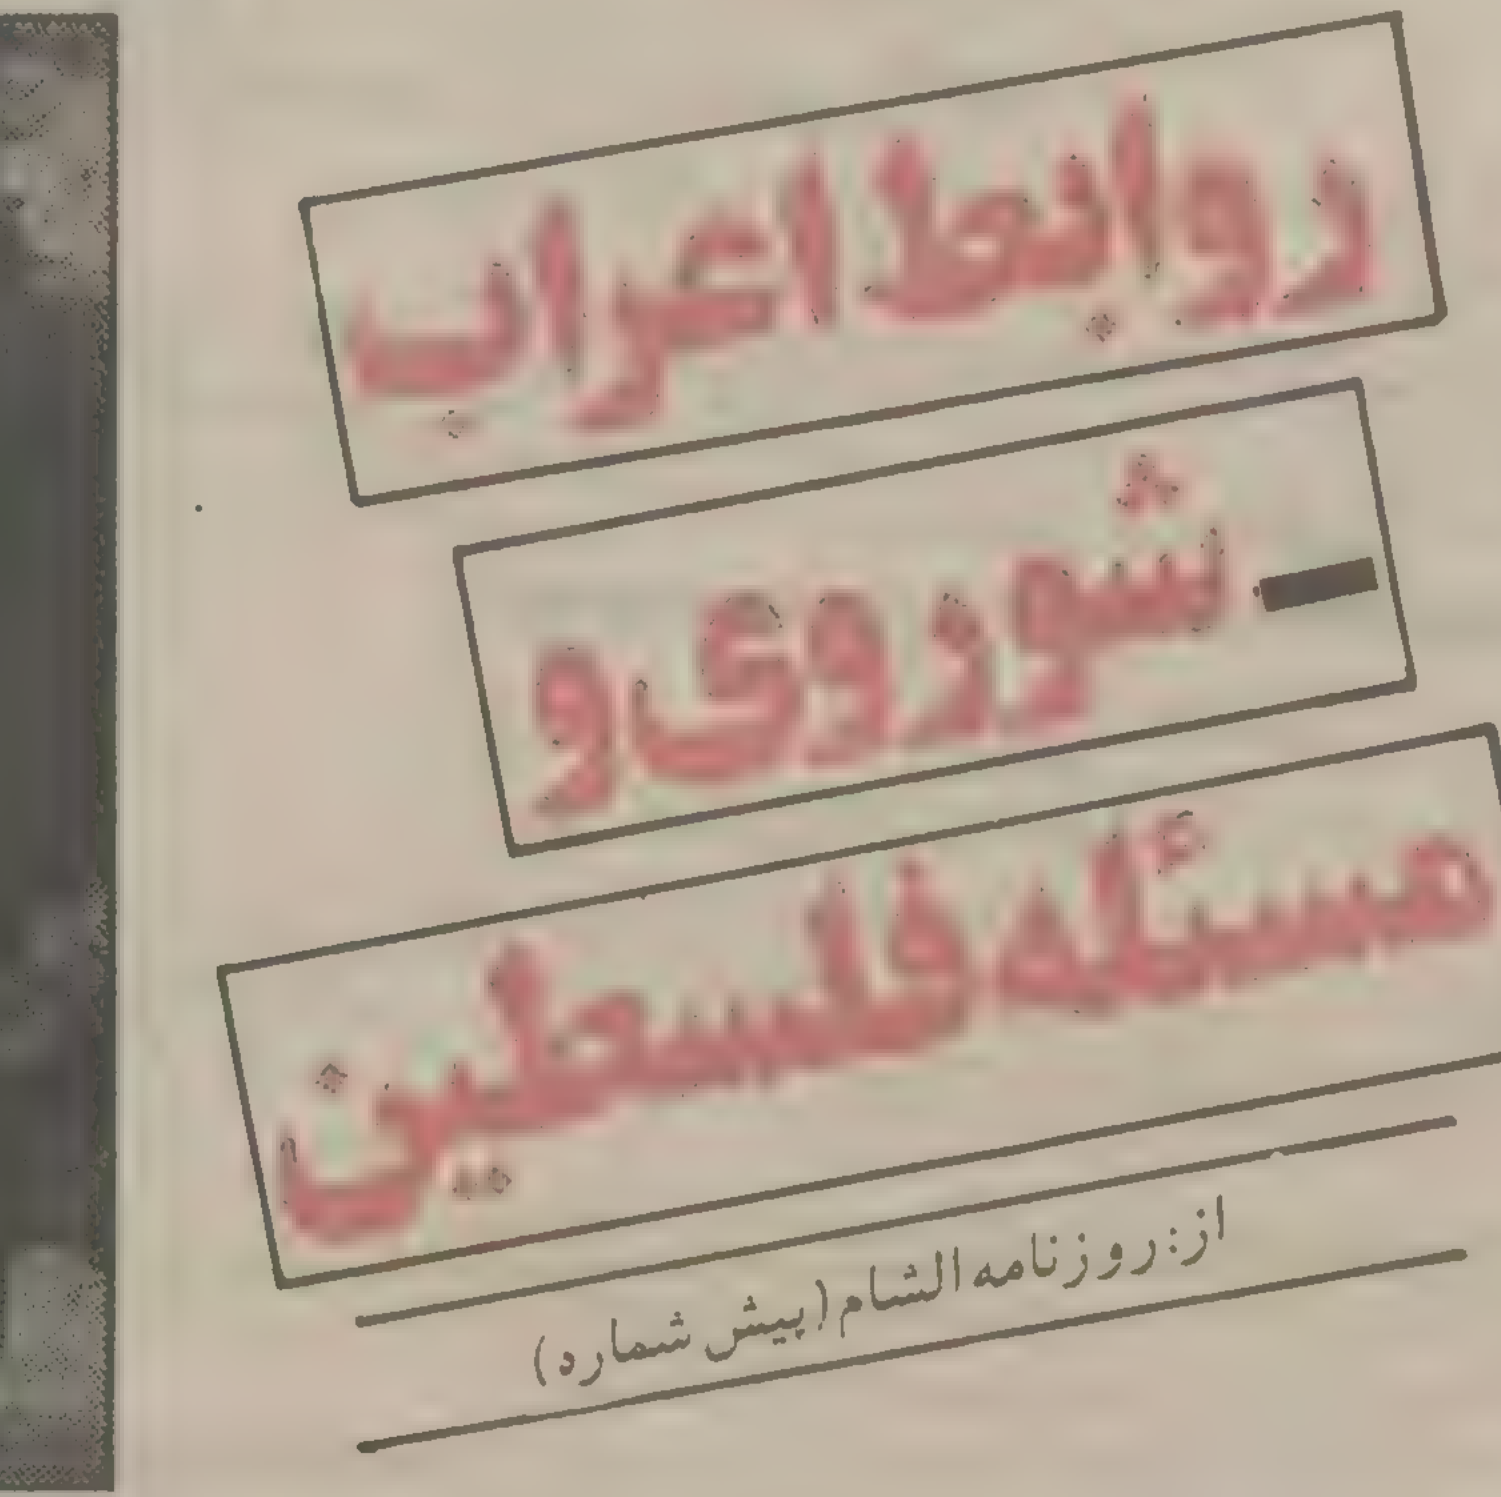 روابط اعراب
- شوروی و
مسئله فلسطین
از: روزنامه الشام (پیش شماره)